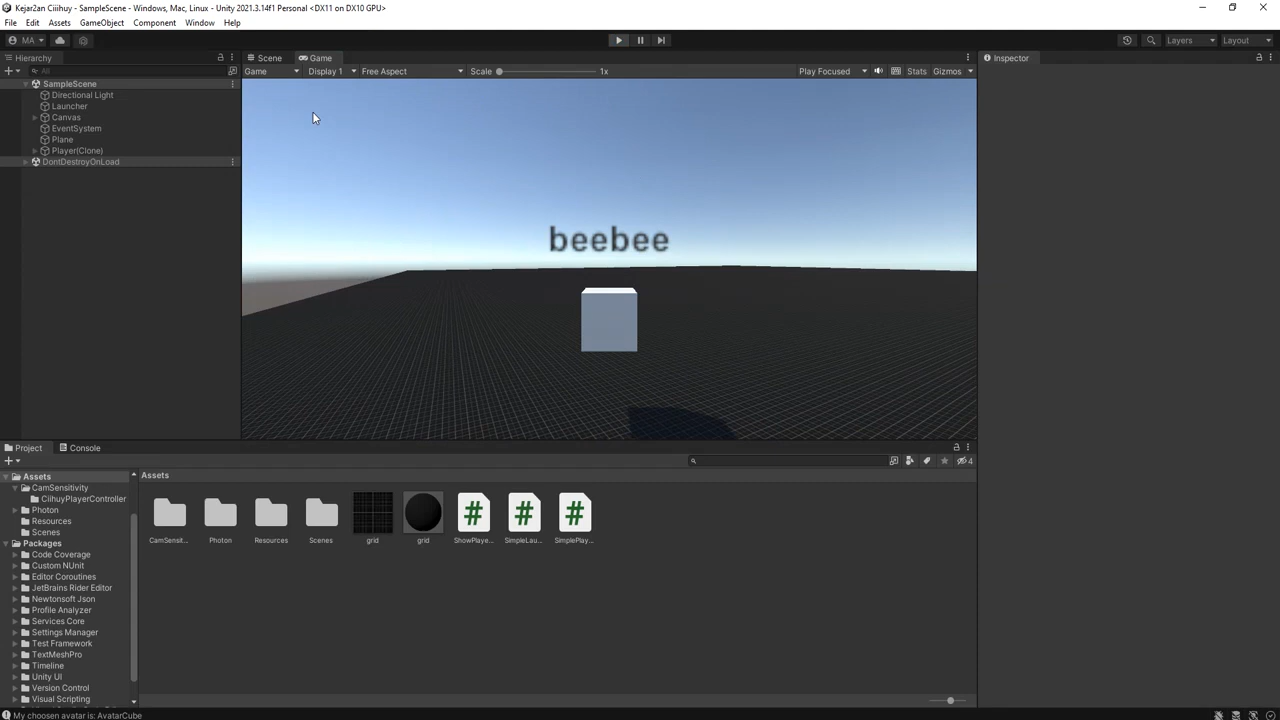 Kejar2an Ciiihuy - SampleScene - Windows, Mac, Linux - Unity 2021.3.14f1 Personal <DX11 on DX10 GPU>
File Edit Assets GameObject Component Window Help
MA Layers Layout
Hierarchy Scene Game Inspector
All Game Display 1 Free Aspect Scale 1x Play Focused Stats Gizmos
SampleScene
Directional Light
Launcher
Canvas
EventSystem
Plane
Player(Clone)
DontDestroyOnLoad
beebee
Project Console
4
Assets
CamSensitivity
CiihuyPlayerController
Photon
Resources
Scenes
Packages
Code Coverage
Custom NUnit
Editor Coroutines
JetBrains Rider Editor
Newtonsoft Json
Profile Analyzer
Services Core
Settings Manager
Test Framework
TextMeshPro
Timeline
Unity UI
Version Control
Visual Scripting
Assets
CamSensit... Photon Resources Scenes grid grid ShowPlaye... SimpleLau... SimplePlay...
My choosen avatar is: AvatarCube